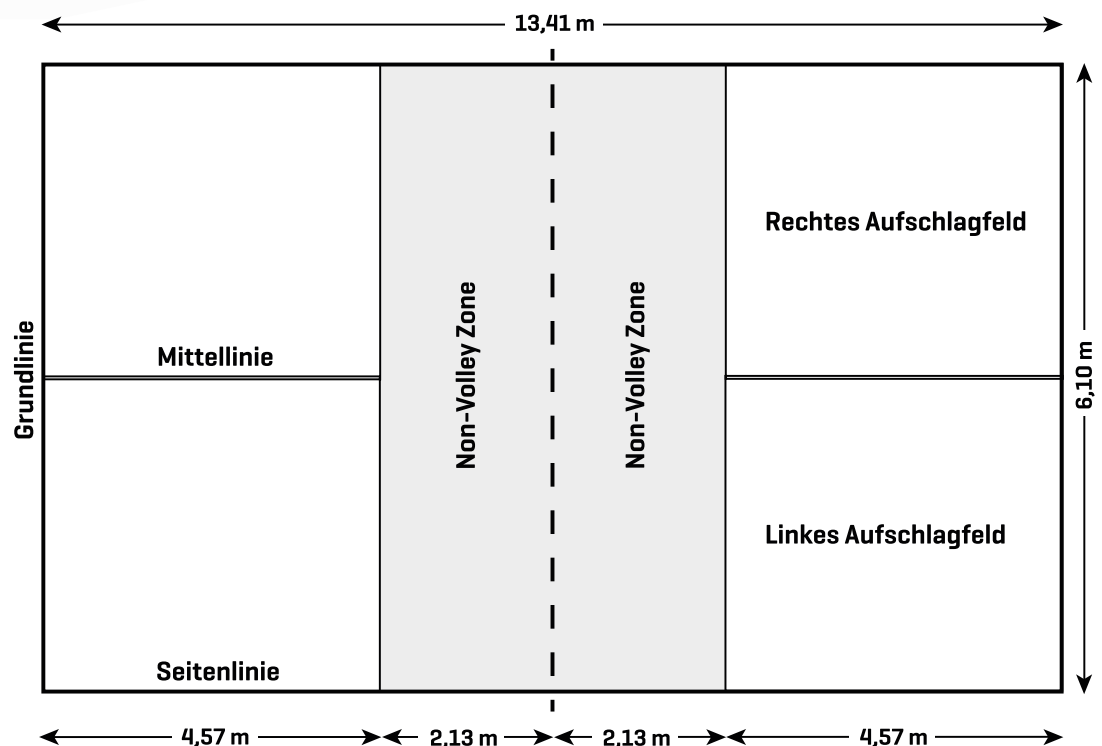 13,41 m
Rechtes Aufschlagfeld
Non-Volley Zone
Non-Volley Zone
Mittellinie
Grundlinie
6,10 m
Linkes Aufschlagfeld
Seitenlinie
4,57 m
2,13 m
2,13 m
4,57 m